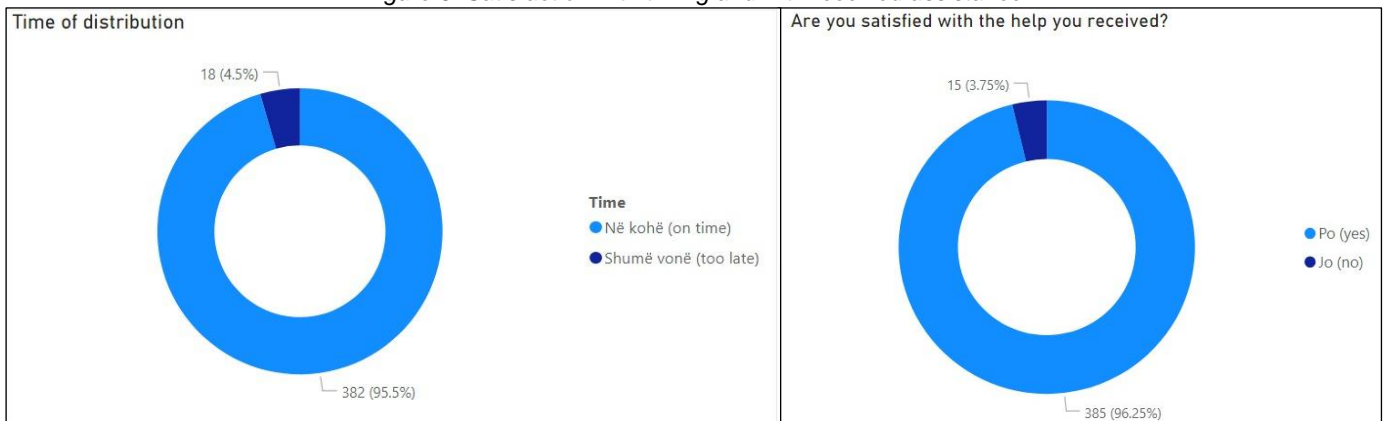 Time of distribution
18 (4.5%)
382 (95.5%)
Time
Në kohë (on time)
Shumë vonë (too late)
Are you satisfied with the help you received?
15 (3.75%)
385 (96.25%)
Po (yes)
Jo (no)